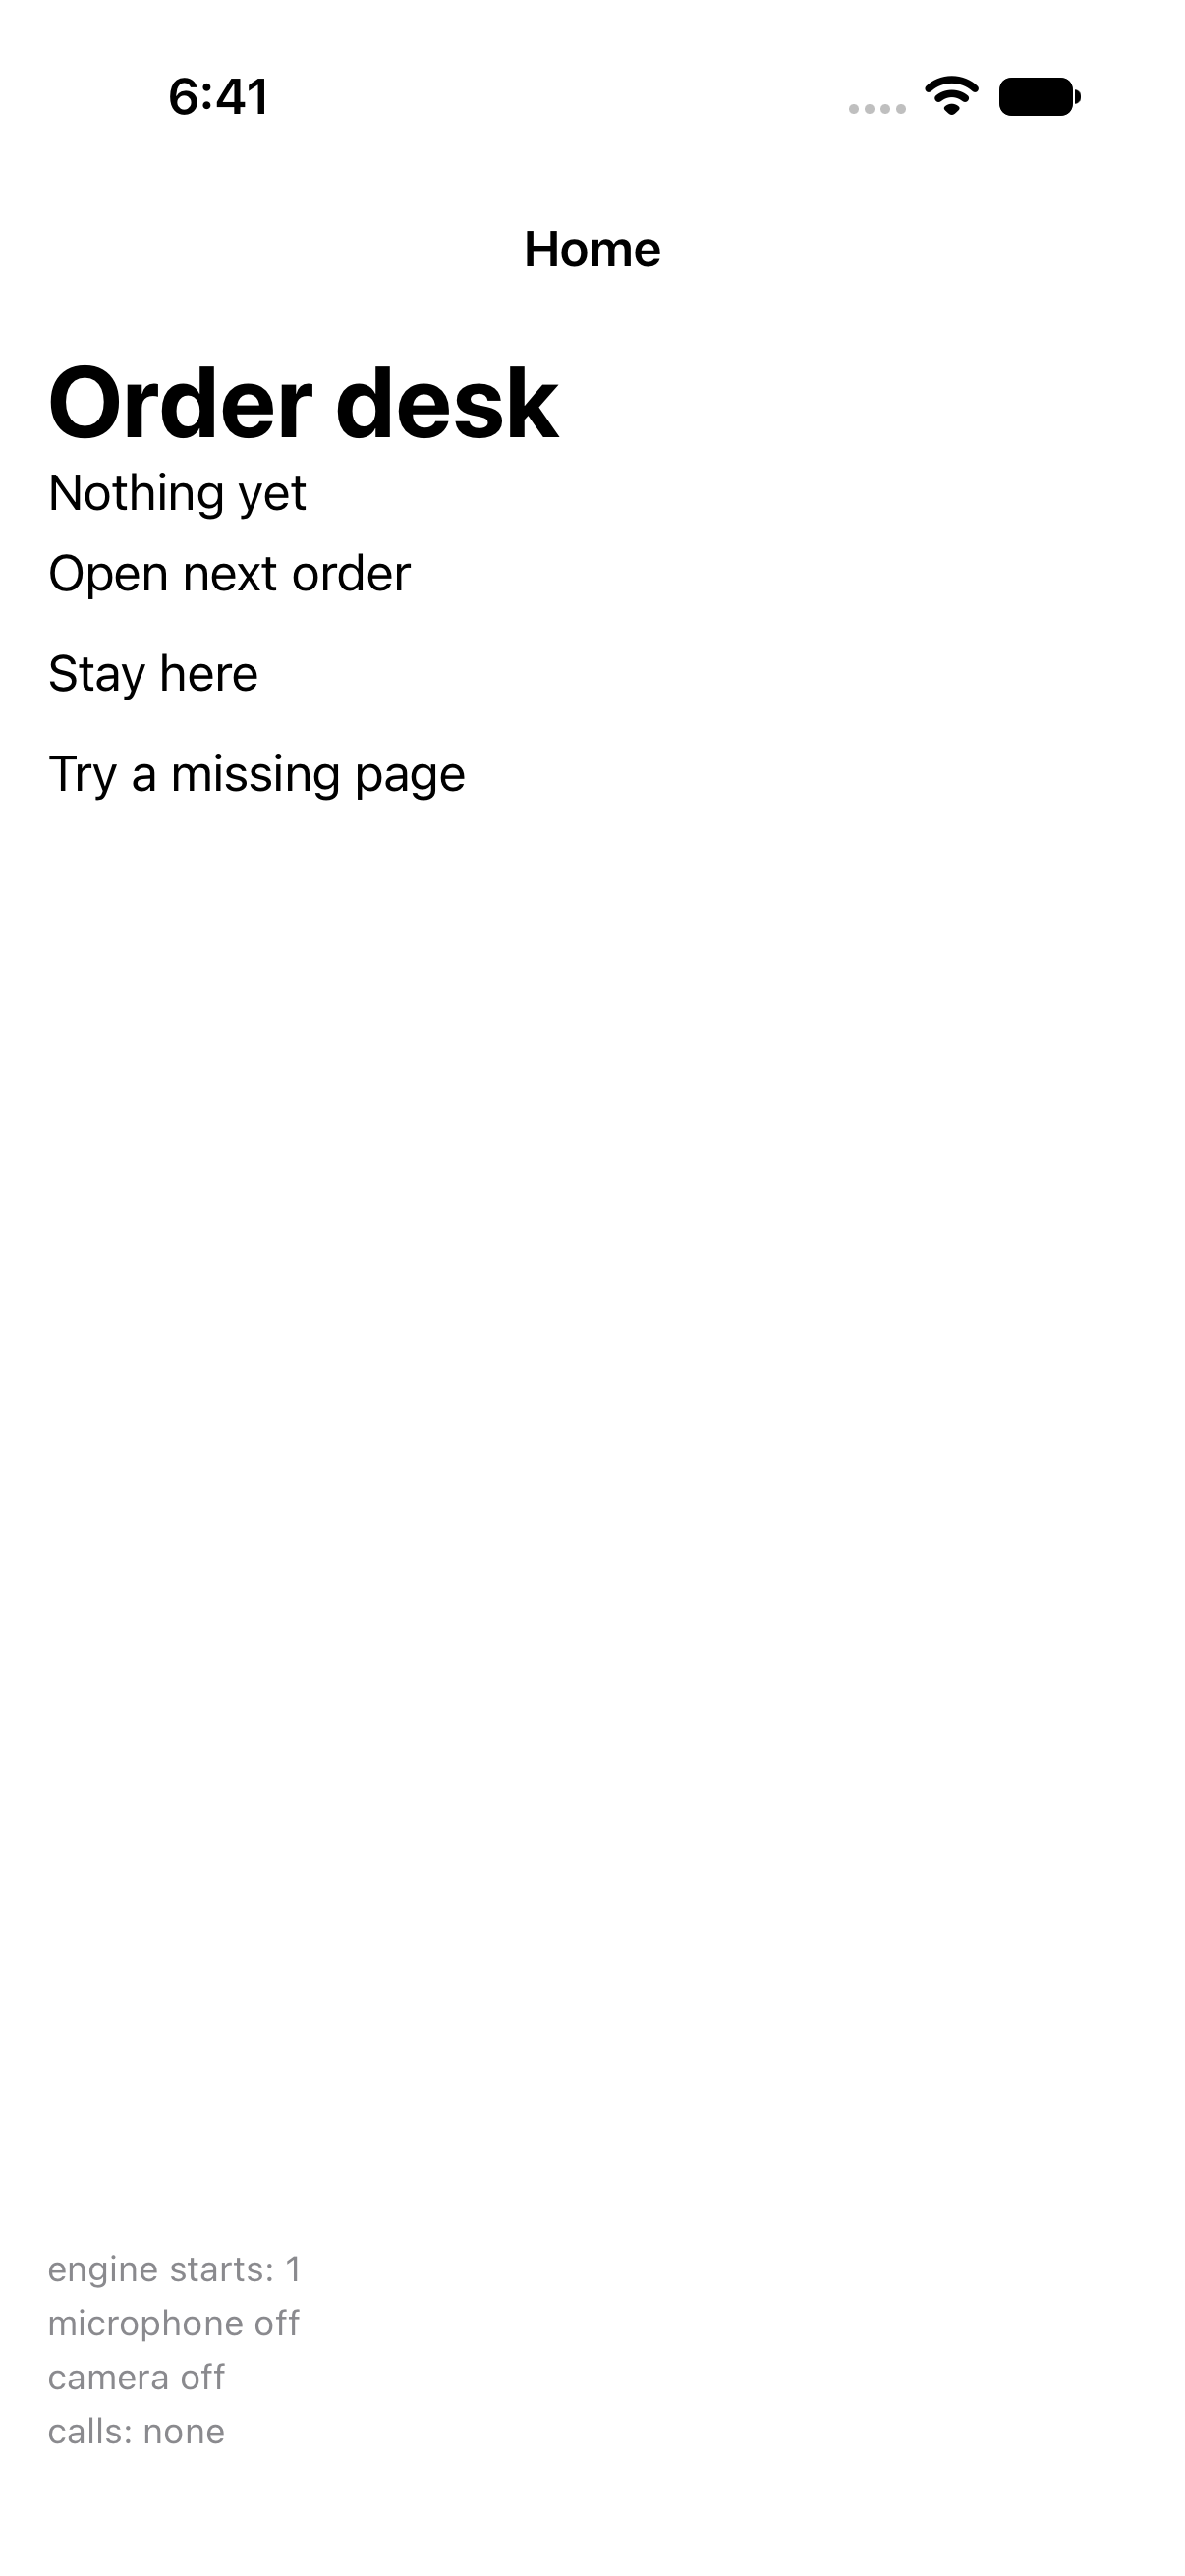 6:41
Home
Order desk
Nothing yet
Open next order
Stay here
Try a missing page
engine starts: 1
microphone off
camera off
calls: none